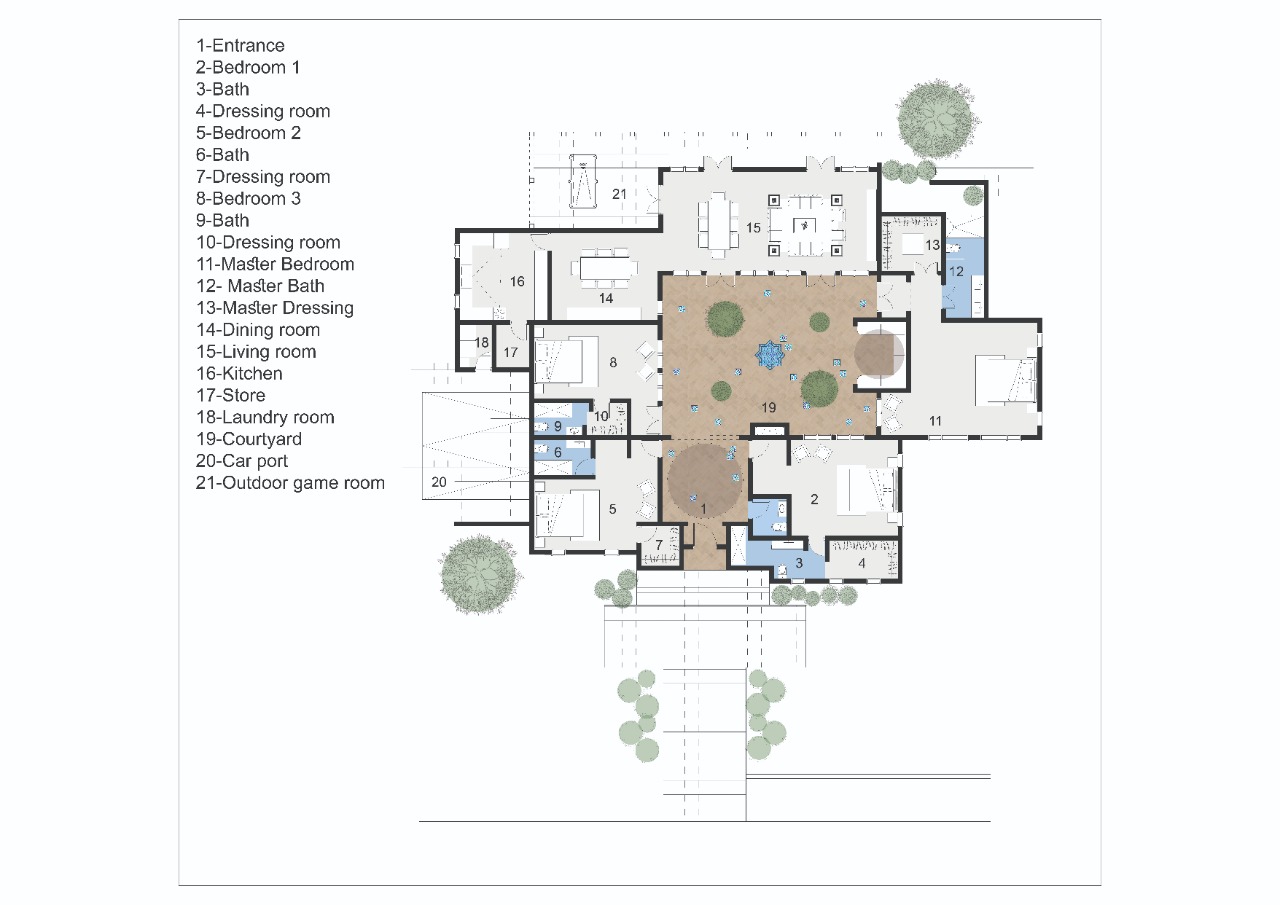 1-Entrance
2-Bedroom 1
3-Bath
4-Dressing room
5-Bedroom 2
6-Bath
7-Dressing room
8-Bedroom 3
9-Bath
10-Dressing room
11-Master Bedroom
12- Master Bath
13-Master Dressing
14-Dining room
15-Living room
16-Kitchen
17-Store
18-Laundry room
19-Courtyard
20-Car port
21-Outdoor game room
21
15
13
12
16
14
18
17
8
10
9
19
11
6
20
5
1
2
7
3
4